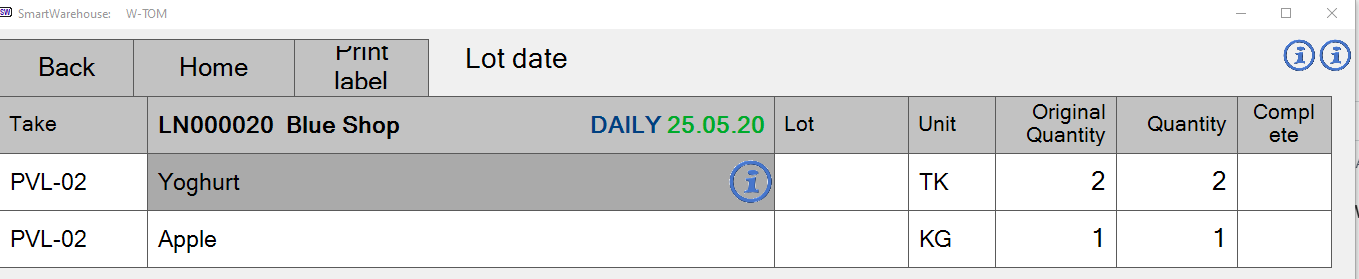 SW SmartWarehouse: W-TOM
Back Home Print label Lot date
Take LN000020 Blue Shop DAILY 25.05.20 Lot Unit Original Quantity Quantity Complete
PVL-02 Yoghurt TK 2 2
PVL-02 Apple KG 1 1